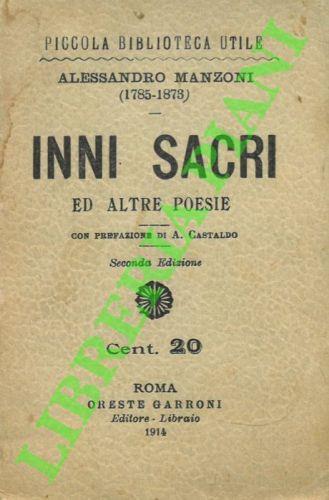 PICCOLA BIBLIOTECA UTILE
ALESSANDRO MANZONI
(1785-1873)
INNI SACRI
ED ALTRE POESIE
CON PREFAZIONE DI A. CASTALDO
Seconda Edizione
Cent. 20
ROMA
ORESTE GARRONI
Editore - Libraio
1914
LIBRERIA PIANI